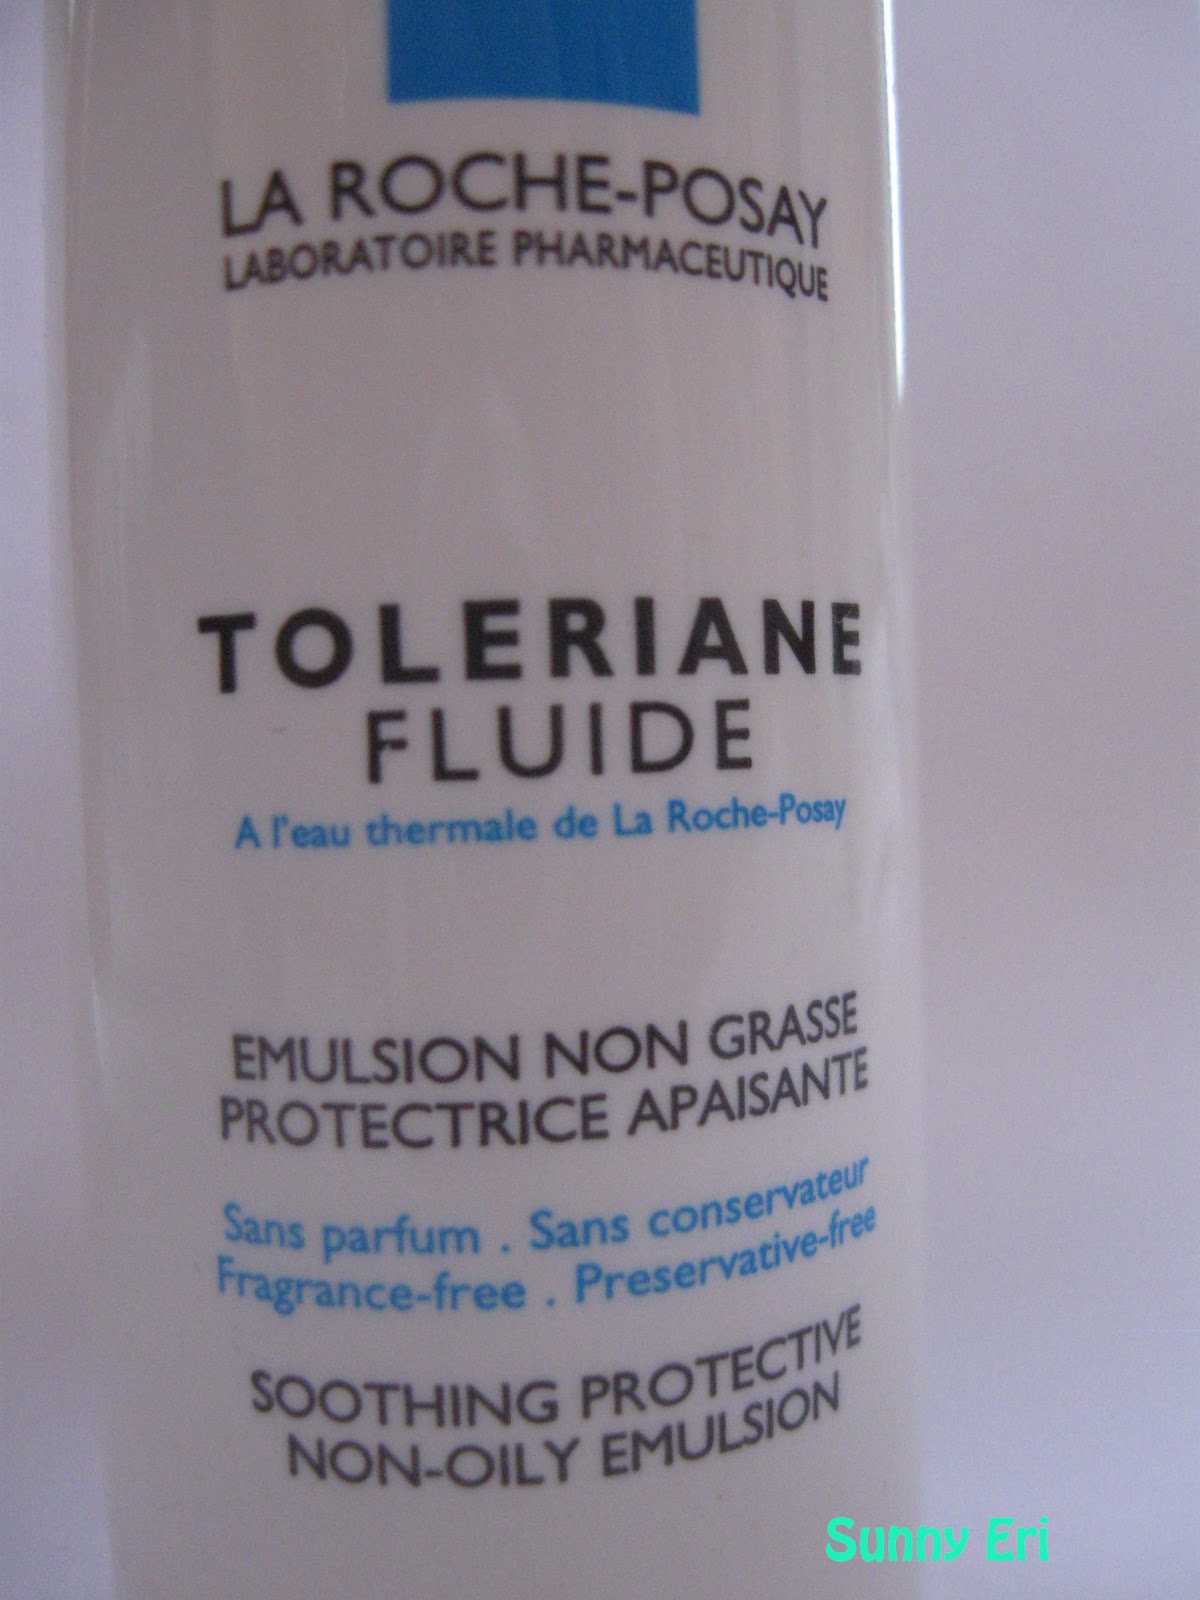 LA ROCHE-POSAY
LABORATOIRE PHARMACEUTIQUE
TOLERIANE
FLUIDE
A l'eau thermale de La Roche-Posay
EMULSION NON GRASSE
PROTECTRICE APAISANTE
Sans parfum . Sans conservateur
Fragrance-free . Preservative-free
SOOTHING PROTECTIVE
NON-OILY EMULSION
Sunny Eri